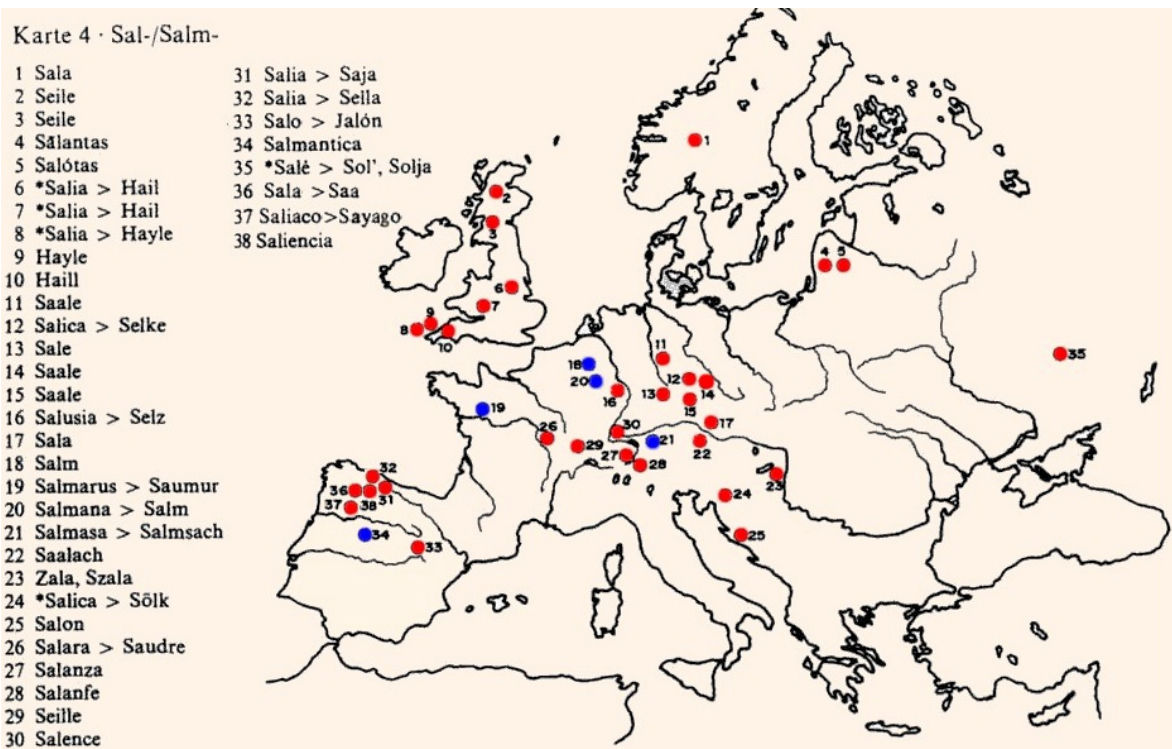 Karte 4 · Sal-/Salm-
1 Sala
2 Seile
3 Seile
4 Sãlantas
5 Salótas
6 *Salia > Hail
7 *Salia > Hail
8 *Salia > Hayle
9 Hayle
10 Haill
11 Saale
12 Salica > Selke
13 Sale
14 Saale
15 Saale
16 Salusia > Selz
17 Sala
18 Salm
19 Salmarus > Saumur
20 Salmana > Salm
21 Salmasa > Salmsach
22 Saalach
23 Zala, Szala
24 *Salica > Sölk
25 Salon
26 Salara > Saudre
27 Salanza
28 Salanfe
29 Seille
30 Salence
31 Salia > Saja
32 Salia > Sella
33 Salo > Jalón
34 Salmantica
35 *Salé > Sol', Solja
36 Sala >Saa
37 Saliaco>Sayago
38 Saliencia
1
2
3
4 5
6
7
9
8
10
11
35
18
12
20
14
13
16
15
19
17
26
30
29
21
22
27
28
32
23
36
38
31
37
24
34
25
33